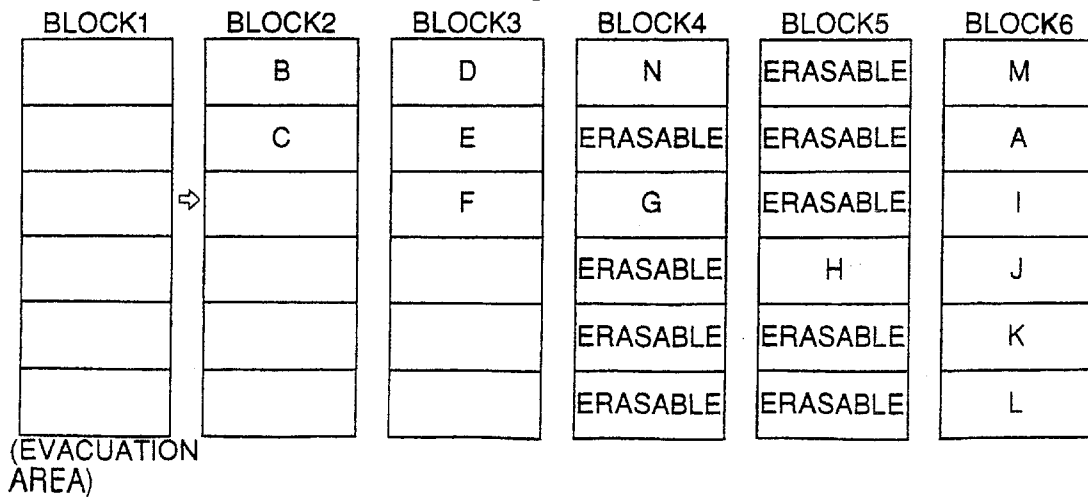 BLOCK1 BLOCK2 BLOCK3 BLOCK4 BLOCK5 BLOCK6
B D N ERASABLE M
C E ERASABLE ERASABLE A
⇨ F G ERASABLE I
ERASABLE H J
ERASABLE ERASABLE K
ERASABLE ERASABLE L
(EVACUATION
AREA)